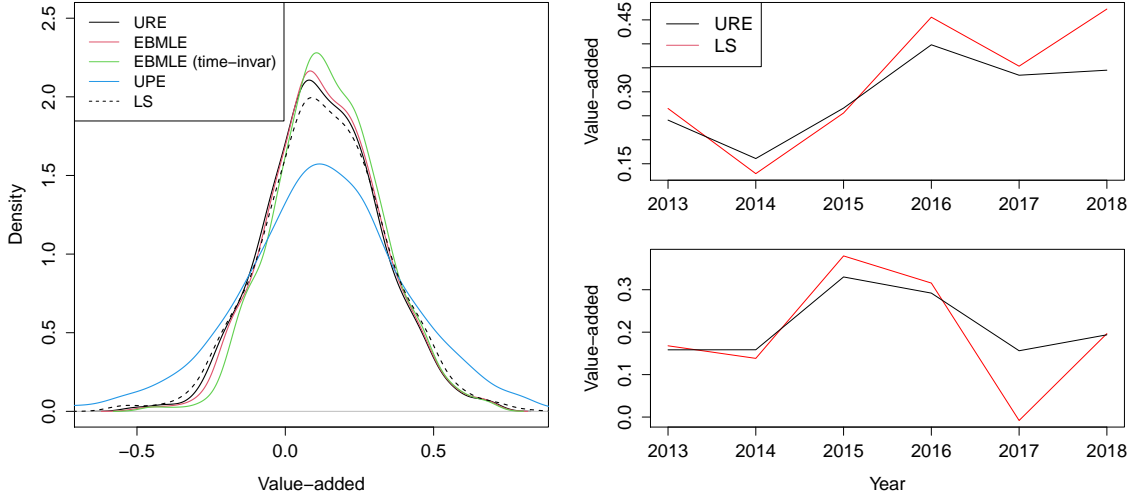 URE
EBMLE
EBMLE (time−invar)
UPE
LS
Density
0.0 0.5 1.0 1.5 2.0 2.5
−0.5 0.0 0.5
Value−added
URE
LS
Value−added
0.15 0.30 0.45
2013 2014 2015 2016 2017 2018
Value−added
0.0 0.1 0.2 0.3
2013 2014 2015 2016 2017 2018
Year